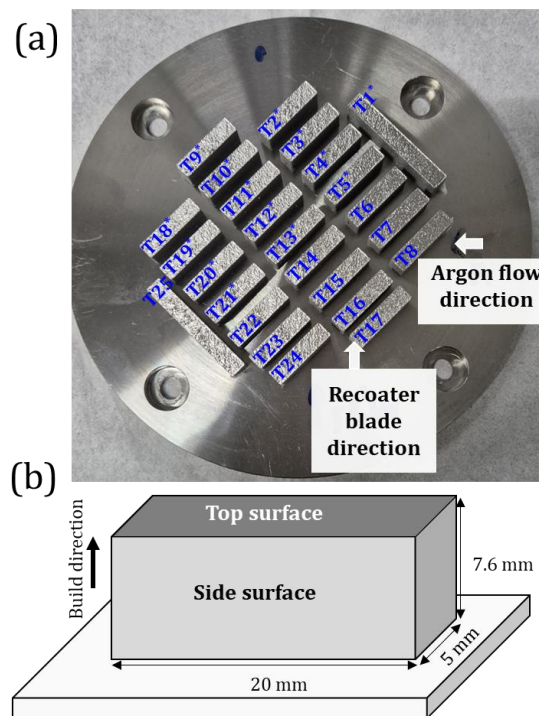 (a)
T1*
T2*
T3*
T4*
T5*
T6
T7
T8
T9*
T10*
T11*
T12*
T13*
T14
T15
T16
T17
T18*
T19*
T20*
T21*
T22
T23
T24
T25
Argon flow
direction
Recoater
blade
direction
(b)
Top surface
Side surface
Build direction
7.6 mm
5 mm
20 mm